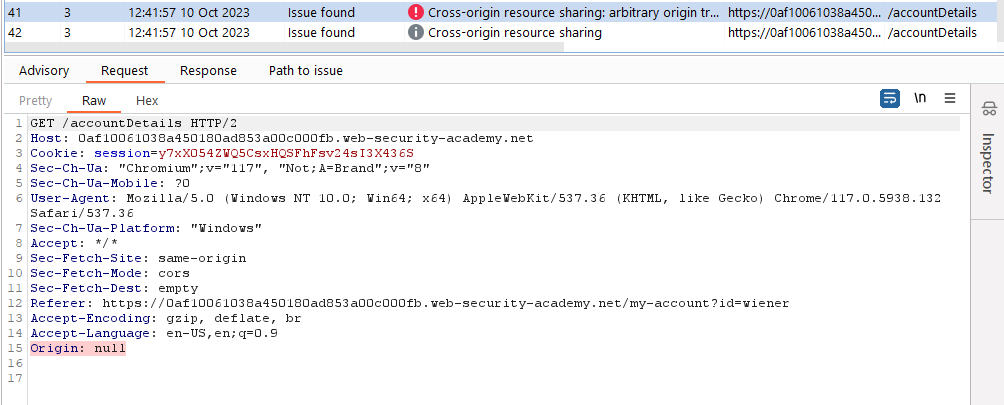 41 3 12:41:57 10 Oct 2023 Issue found Cross-origin resource sharing: arbitrary origin tr... https://0af10061038a450... /accountDetails
42 3 12:41:57 10 Oct 2023 Issue found Cross-origin resource sharing https://0af10061038a450... /accountDetails
Advisory Request Response Path to issue
Pretty Raw Hex \n
1 GET /accountDetails HTTP/2
2 Host: 0af10061038a450180ad853a00c000fb.web-security-academy.net
3 Cookie: session=y7xXO54ZWQ5CsxHQSFhFsv24sI3X436S
4 Sec-Ch-Ua: "Chromium";v="117", "Not;A=Brand";v="8"
5 Sec-Ch-Ua-Mobile: ?0
6 User-Agent: Mozilla/5.0 (Windows NT 10.0; Win64; x64) AppleWebKit/537.36 (KHTML, like Gecko) Chrome/117.0.5938.132
Safari/537.36
7 Sec-Ch-Ua-Platform: "Windows"
8 Accept: */*
9 Sec-Fetch-Site: same-origin
10 Sec-Fetch-Mode: cors
11 Sec-Fetch-Dest: empty
12 Referer: https://0af10061038a450180ad853a00c000fb.web-security-academy.net/my-account?id=wiener
13 Accept-Encoding: gzip, deflate, br
14 Accept-Language: en-US,en;q=0.9
15 Origin: null
16
17
Inspector